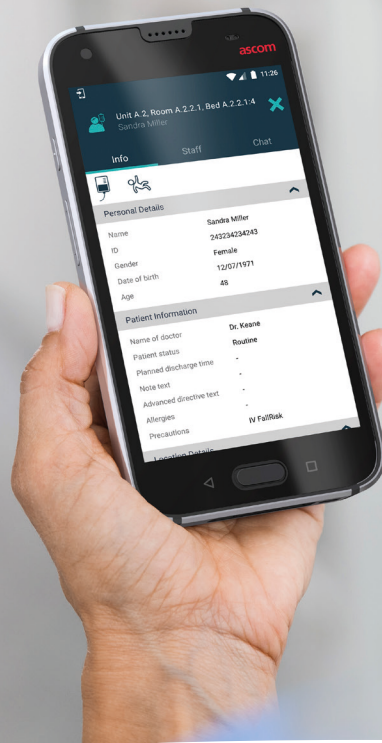 ascom
11:26
Unit A.2, Room A.2.2.1, Bed A.2.2.1:4
Sandra Miller
Info Staff Chat
Personal Details
Name Sandra Miller
ID 243234234243
Gender Female
Date of birth 12/07/1971
Age 48
Patient Information
Name of doctor Dr. Keane
Patient status Routine
Planned discharge time -
Note text -
Advanced directive text -
Allergies -
Precautions IV FallRisk
Location Details